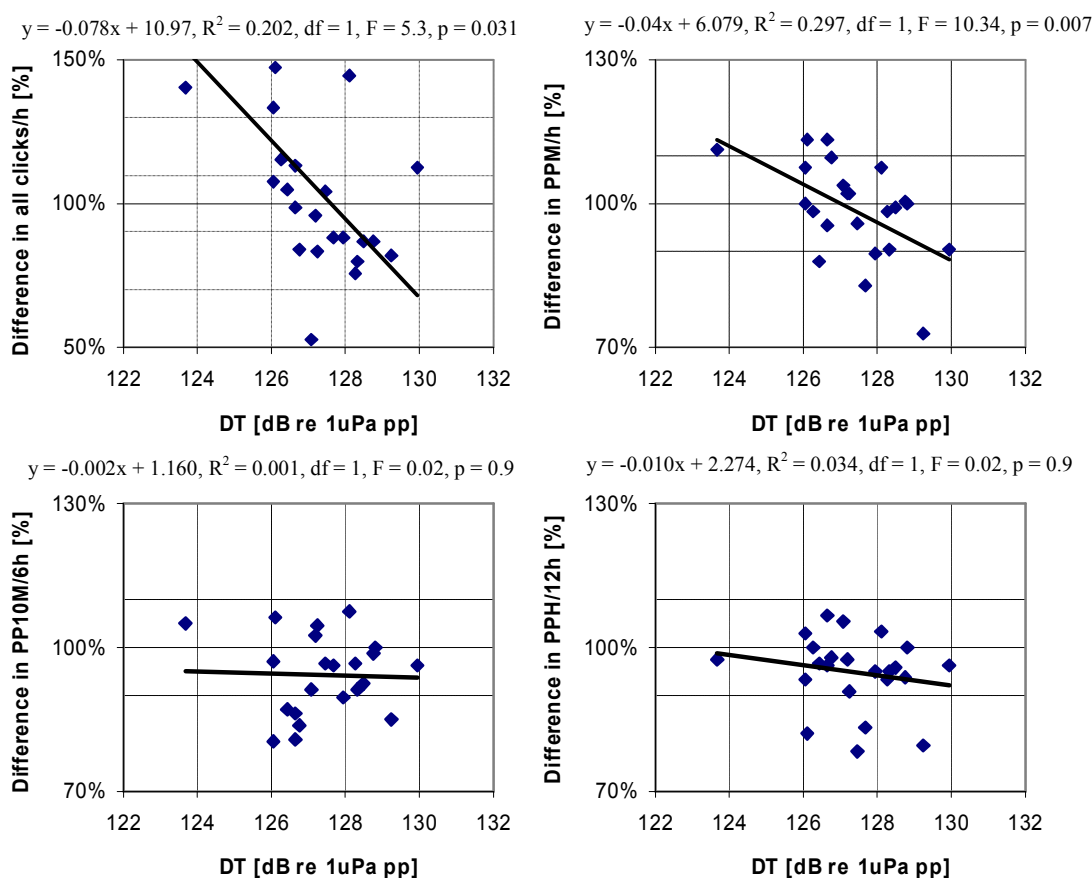 y = -0.078x + 10.97, R² = 0.202, df = 1, F = 5.3, p = 0.031
150%
100%
50%
Difference in all clicks/h [%]
122 124 126 128 130 132
DT [dB re 1uPa pp]
y = -0.04x + 6.079, R² = 0.297, df = 1, F = 10.34, p = 0.007
130%
100%
70%
Difference in PPM/h [%]
122 124 126 128 130 132
DT [dB re 1uPa pp]
y = -0.002x + 1.160, R² = 0.001, df = 1, F = 0.02, p = 0.9
130%
100%
70%
Difference in PP10M/6h [%]
122 124 126 128 130 132
DT [dB re 1uPa pp]
y = -0.010x + 2.274, R² = 0.034, df = 1, F = 0.02, p = 0.9
130%
100%
70%
Difference in PPH/12h [%]
122 124 126 128 130 132
DT [dB re 1uPa pp]